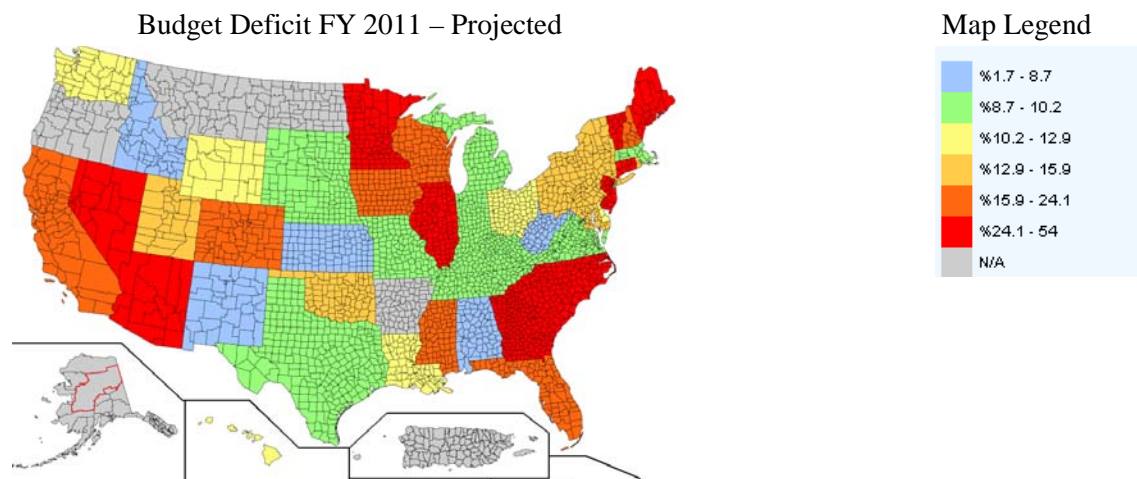 Budget Deficit FY 2011 – Projected
Map Legend
%1.7 - 8.7
%8.7 - 10.2
%10.2 - 12.9
%12.9 - 15.9
%15.9 - 24.1
%24.1 - 54
N/A